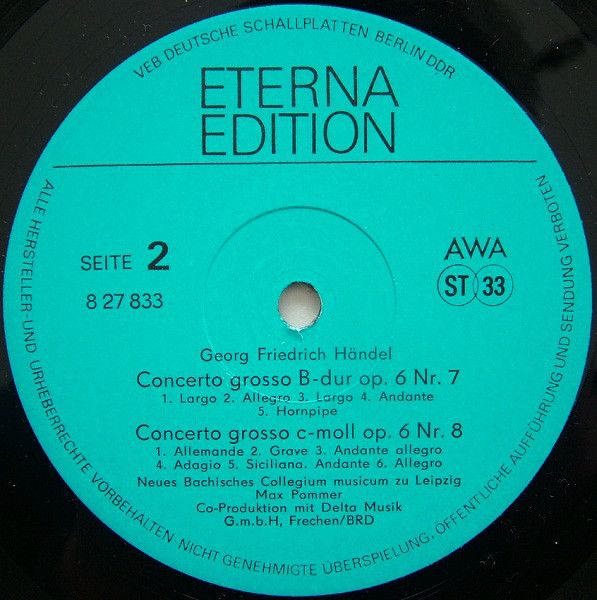 VEB DEUTSCHE SCHALLPLATTEN BERLIN DDR
ETERNA
EDITION
SEITE 2
8 27 833
AWA
ST 33
Georg Friedrich Händel
Concerto grosso B-dur op. 6 Nr. 7
1. Largo 2. Allegro 3. Largo 4. Andante
5. Hornpipe
Concerto grosso c-moll op. 6 Nr. 8
1. Allemande 2. Grave 3. Andante allegro
4. Adagio 5. Siciliana. Andante 6. Allegro
Neues Bachisches Collegium musicum zu Leipzig
Max Pommer
Co-Produktion mit Delta Musik
G.m.b.H, Frechen/BRD
ALLE HERSTELLER- UND URHEBERRECHTE VORBEHALTEN NICHT GENEHMIGTE ÜBERSPIELUNG, ÖFFENTLICHE AUFFÜHRUNG UND SENDUNG VERBOTEN